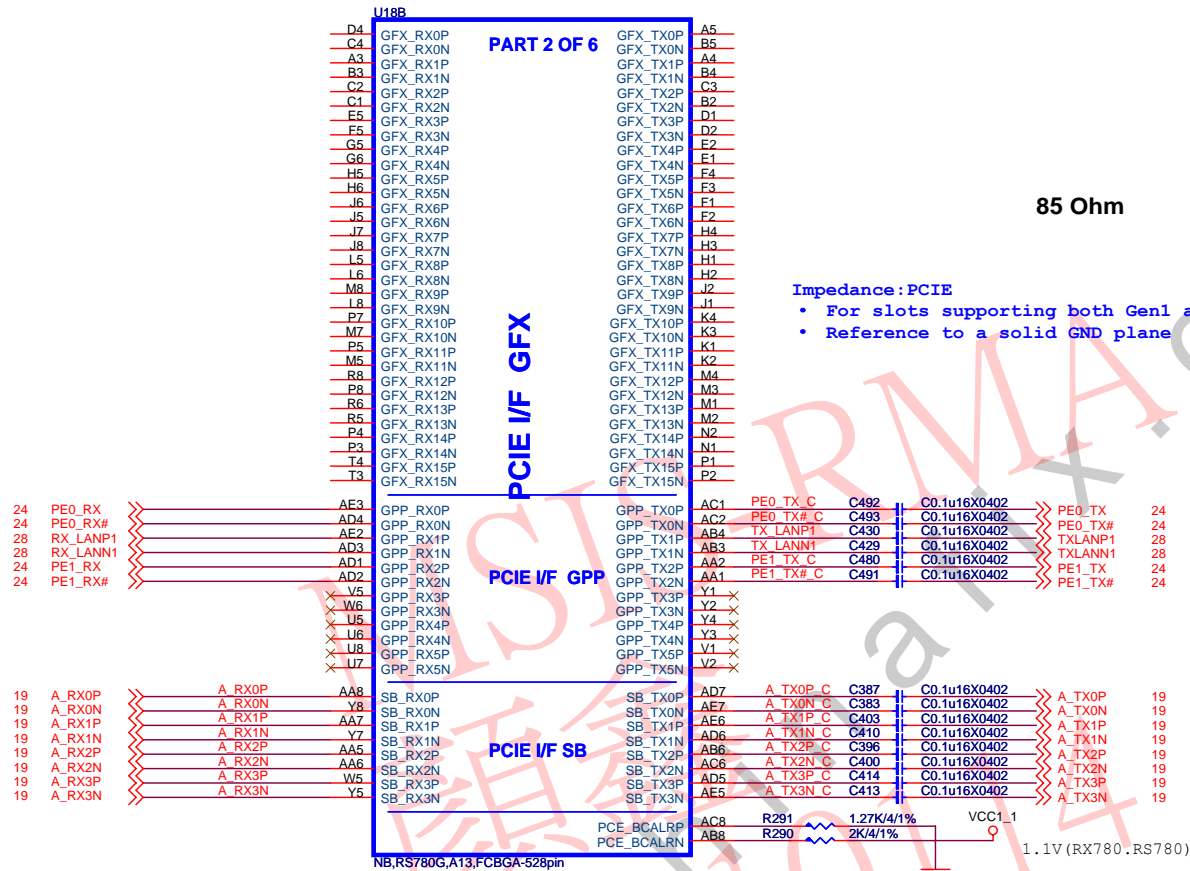 U18B
PART 2 OF 6
D4 GFX_RX0P GFX_TX0P A5
C4 GFX_RX0N GFX_TX0N B5
A3 GFX_RX1P GFX_TX1P A4
B3 GFX_RX1N GFX_TX1N B4
C2 GFX_RX2P GFX_TX2P C3
C1 GFX_RX2N GFX_TX2N B2
E5 GFX_RX3P GFX_TX3P D1
F5 GFX_RX3N GFX_TX3N D2
G5 GFX_RX4P GFX_TX4P E2
G6 GFX_RX4N GFX_TX4N E1
H5 GFX_RX5P GFX_TX5P F4
H6 GFX_RX5N GFX_TX5N F3
J6 GFX_RX6P GFX_TX6P F1
J5 GFX_RX6N GFX_TX6N F2
J7 GFX_RX7P GFX_TX7P H4
J8 GFX_RX7N GFX_TX7N H3
L5 GFX_RX8P GFX_TX8P H1
L6 GFX_RX8N GFX_TX8N H2
M8 GFX_RX9P GFX_TX9P J2
L8 GFX_RX9N GFX_TX9N J1
P7 GFX_RX10P GFX_TX10P K4
M7 GFX_RX10N GFX_TX10N K3
P5 GFX_RX11P GFX_TX11P K1
M5 GFX_RX11N GFX_TX11N K2
R8 GFX_RX12P GFX_TX12P M4
P8 GFX_RX12N GFX_TX12N M3
R6 GFX_RX13P GFX_TX13P M1
R5 GFX_RX13N GFX_TX13N M2
P4 GFX_RX14P GFX_TX14P N2
P3 GFX_RX14N GFX_TX14N N1
T4 GFX_RX15P GFX_TX15P P1
T3 GFX_RX15N GFX_TX15N P2
PCIE I/F GFX
85 Ohm
Impedance:PCIE
• For slots supporting both Gen1 a
• Reference to a solid GND plane
24 PE0_RX AE3 GPP_RX0P GPP_TX0P AC1 PE0_TX_C C492 C0.1u16X0402 PE0_TX 24
24 PE0_RX# AD4 GPP_RX0N GPP_TX0N AC2 PE0_TX#_C C493 C0.1u16X0402 PE0_TX# 24
28 RX_LANP1 AE2 GPP_RX1P GPP_TX1P AB4 TX_LANP1 C430 C0.1u16X0402 TXLANP1 28
28 RX_LANN1 AD3 GPP_RX1N GPP_TX1N AB3 TX_LANN1 C429 C0.1u16X0402 TXLANN1 28
24 PE1_RX AD1 GPP_RX2P GPP_TX2P AA2 PE1_TX_C C480 C0.1u16X0402 PE1_TX 24
24 PE1_RX# AD2 GPP_RX2N GPP_TX2N AA1 PE1_TX#_C C491 C0.1u16X0402 PE1_TX# 24
PCIE I/F GPP
V5 GPP_RX3P GPP_TX3P Y1
W6 GPP_RX3N GPP_TX3N Y2
U5 GPP_RX4P GPP_TX4P Y4
U6 GPP_RX4N GPP_TX4N Y3
U8 GPP_RX5P GPP_TX5P V1
U7 GPP_RX5N GPP_TX5N V2
19 A_RX0P A_RX0P AA8 SB_RX0P SB_TX0P AD7 A_TX0P_C C387 C0.1u16X0402 A_TX0P 19
19 A_RX0N A_RX0N Y8 SB_RX0N SB_TX0N AE7 A_TX0N_C C383 C0.1u16X0402 A_TX0N 19
19 A_RX1P A_RX1P AA7 SB_RX1P SB_TX1P AE6 A_TX1P_C C403 C0.1u16X0402 A_TX1P 19
19 A_RX1N A_RX1N Y7 SB_RX1N SB_TX1N AD6 A_TX1N_C C410 C0.1u16X0402 A_TX1N 19
19 A_RX2P A_RX2P AA5 SB_RX2P SB_TX2P AB6 A_TX2P_C C396 C0.1u16X0402 A_TX2P 19
19 A_RX2N A_RX2N AA6 SB_RX2N SB_TX2N AC6 A_TX2N_C C400 C0.1u16X0402 A_TX2N 19
19 A_RX3P A_RX3P W5 SB_RX3P SB_TX3P AD5 A_TX3P_C C414 C0.1u16X0402 A_TX3P 19
19 A_RX3N A_RX3N Y5 SB_RX3N SB_TX3N AE5 A_TX3N_C C413 C0.1u16X0402 A_TX3N 19
PCIE I/F SB
PCE_BCALRP AC8 R291 1.27K/4/1%
PCE_BCALRN AB8 R290 2K/4/1%
VCC1_1
1.1V(RX780.RS780)
NB,RS780G,A13,FCBGA-528pin
MSIS-RMA